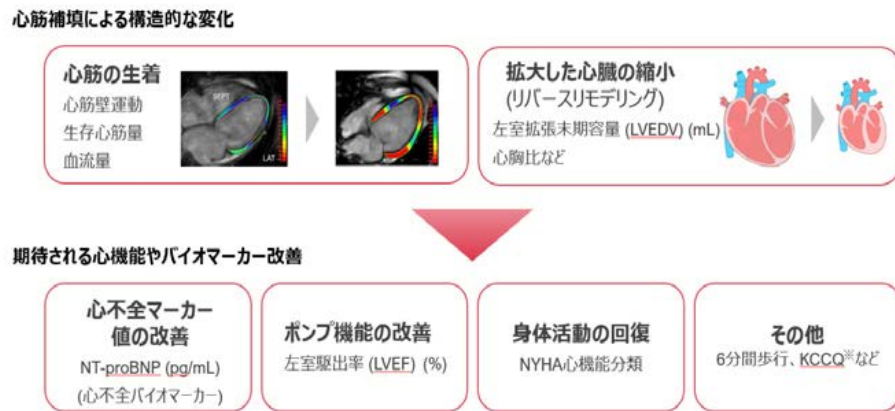 心筋補填による構造的な変化
心筋の生着
心筋壁運動
生存心筋量
血流量
SEPT
LAT
拡大した心臓の縮小
(リバースリモデリング)
左室拡張末期容量 (LVEDV) (mL)
心胸比など
期待される心機能やバイオマーカー改善
心不全マーカー
値の改善
NT-proBNP (pg/mL)
(心不全バイオマーカー)
ポンプ機能の改善
左室駆出率 (LVEF) (%)
身体活動の回復
NYHA心機能分類
その他
6分間歩行、KCCQ※など